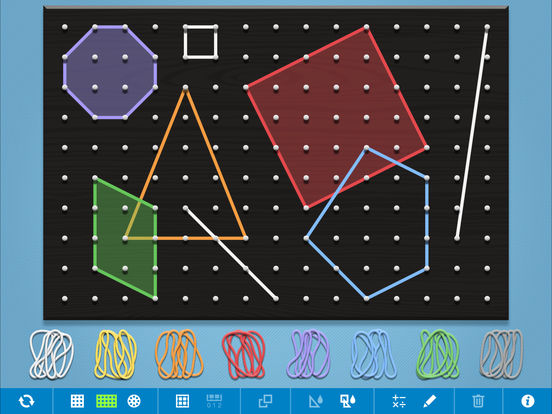 0 1 2
+ -
× ÷
i